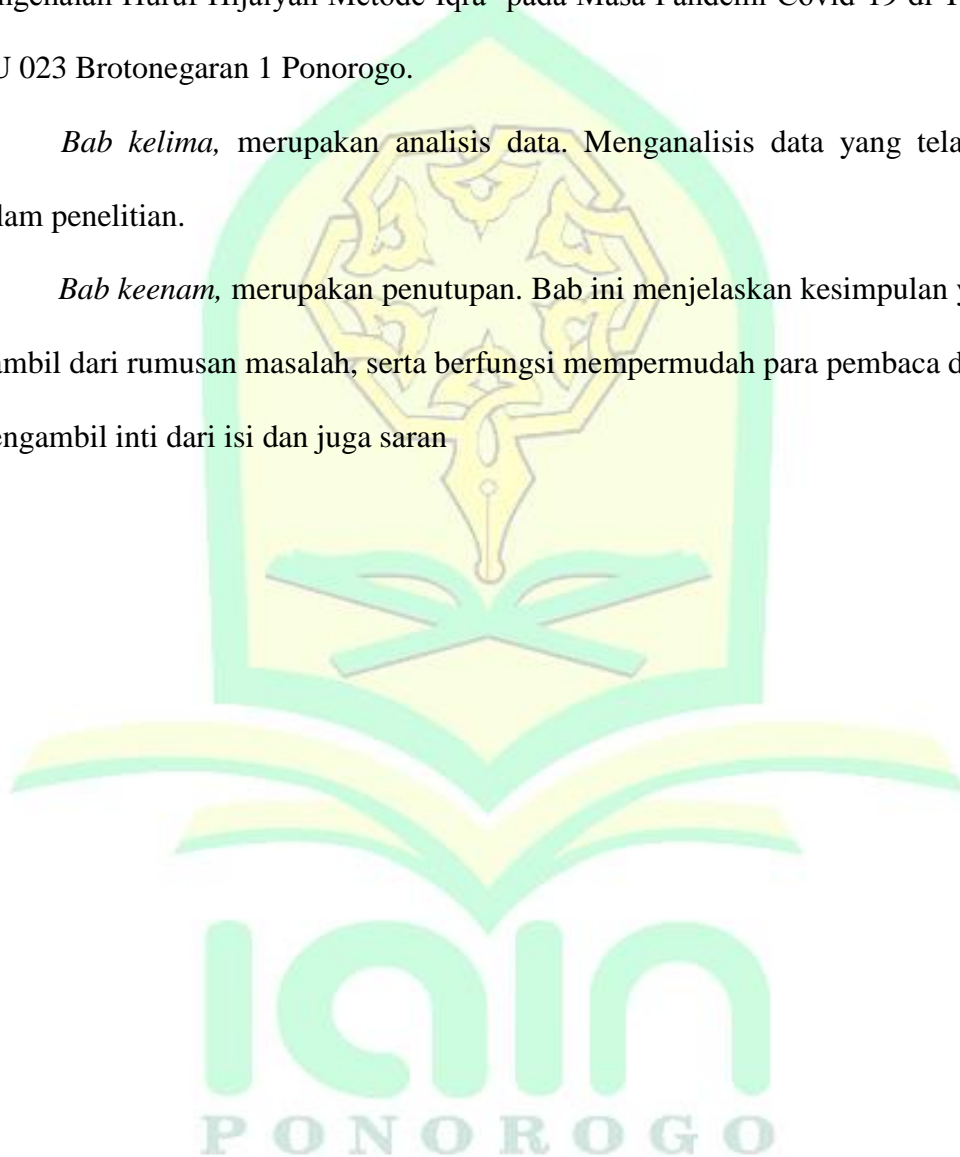 Pengenalan Huruf Hijaiyah Metode Iqra' pada Masa Pandemi Covid-19 di
U 023 Brotonegaran 1 Ponorogo.
Bab kelima, merupakan analisis data. Menganalisis data yang tela
lam penelitian.
Bab keenam, merupakan penutupan. Bab ini menjelaskan kesimpulan y
ambil dari rumusan masalah, serta berfungsi mempermudah para pembaca d
engambil inti dari isi dan juga saran
iain
PONOROGO